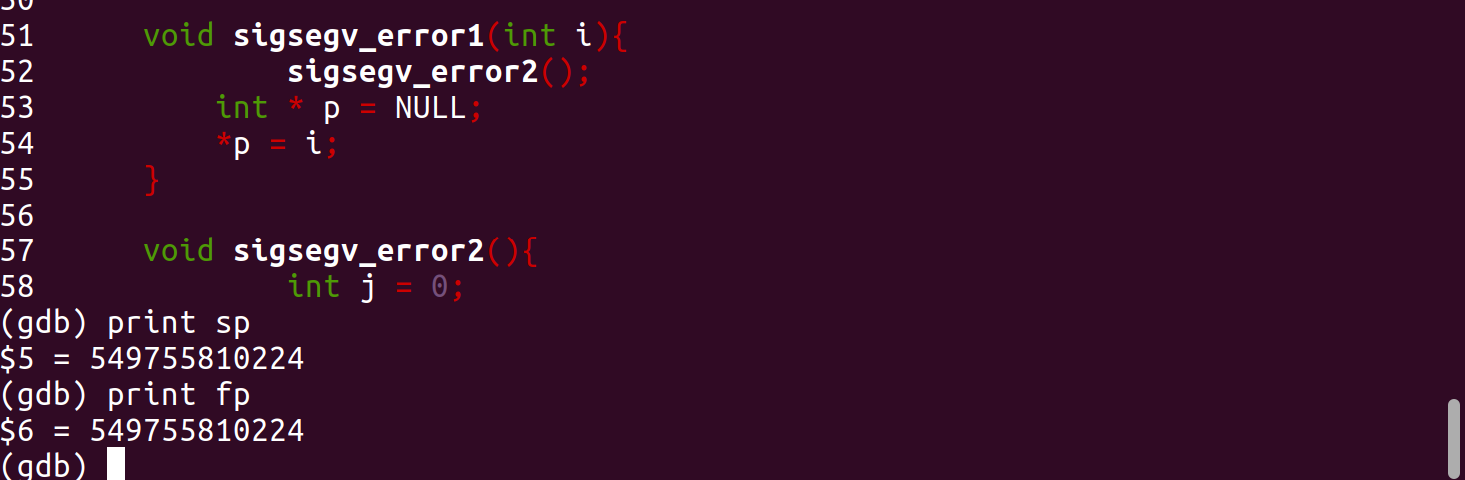 50
51      void sigsegv_error1(int i){
52              sigsegv_error2();
53          int * p = NULL;
54          *p = i;
55      }
56
57      void sigsegv_error2(){
58              int j = 0;
(gdb) print sp
$5 = 549755810224
(gdb) print fp
$6 = 549755810224
(gdb)